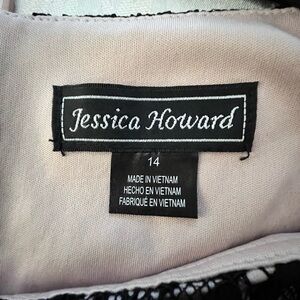 Jessica Howard
14
MADE IN VIETNAM
HECHO EN VIETNAM
FABRIQUÉ EN VIETNAM